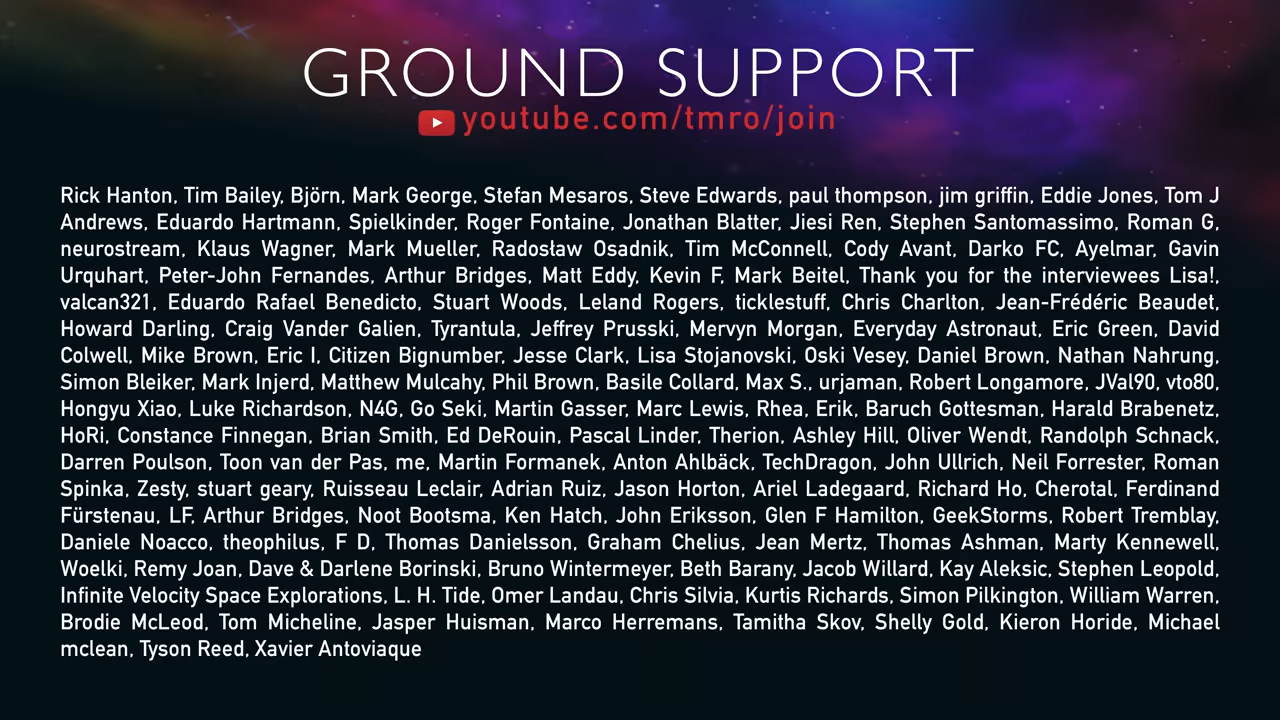 GROUND SUPPORT
youtube.com/tmro/join
Rick Hanton, Tim Bailey, Björn, Mark George, Stefan Mesaros, Steve Edwards, paul thompson, jim griffin, Eddie Jones, Tom J
Andrews, Eduardo Hartmann, Spielkinder, Roger Fontaine, Jonathan Blatter, Jiesi Ren, Stephen Santomassimo, Roman G,
neurostream, Klaus Wagner, Mark Mueller, Radosław Osadnik, Tim McConnell, Cody Avant, Darko FC, Ayelmar, Gavin
Urquhart, Peter-John Fernandes, Arthur Bridges, Matt Eddy, Kevin F, Mark Beitel, Thank you for the interviewees Lisa!,
valcan321, Eduardo Rafael Benedicto, Stuart Woods, Leland Rogers, ticklestuff, Chris Charlton, Jean-Frédéric Beaudet,
Howard Darling, Craig Vander Galien, Tyrantula, Jeffrey Prusski, Mervyn Morgan, Everyday Astronaut, Eric Green, David
Colwell, Mike Brown, Eric I, Citizen Bignumber, Jesse Clark, Lisa Stojanovski, Oski Vesey, Daniel Brown, Nathan Nahrung,
Simon Bleiker, Mark Injerd, Matthew Mulcahy, Phil Brown, Basile Collard, Max S., urjaman, Robert Longamore, JVal90, vto80,
Hongyu Xiao, Luke Richardson, N4G, Go Seki, Martin Gasser, Marc Lewis, Rhea, Erik, Baruch Gottesman, Harald Brabenetz,
HoRi, Constance Finnegan, Brian Smith, Ed DeRouin, Pascal Linder, Therion, Ashley Hill, Oliver Wendt, Randolph Schnack,
Darren Poulson, Toon van der Pas, me, Martin Formanek, Anton Ahlbäck, TechDragon, John Ullrich, Neil Forrester, Roman
Spinka, Zesty, stuart geary, Ruisseau Leclair, Adrian Ruiz, Jason Horton, Ariel Ladegaard, Richard Ho, Cherotal, Ferdinand
Fürstenau, LF, Arthur Bridges, Noot Bootsma, Ken Hatch, John Eriksson, Glen F Hamilton, GeekStorms, Robert Tremblay,
Daniele Noacco, theophilus, F D, Thomas Danielsson, Graham Chelius, Jean Mertz, Thomas Ashman, Marty Kennewell,
Woelki, Remy Joan, Dave & Darlene Borinski, Bruno Wintermeyer, Beth Barany, Jacob Willard, Kay Aleksic, Stephen Leopold,
Infinite Velocity Space Explorations, L. H. Tide, Omer Landau, Chris Silvia, Kurtis Richards, Simon Pilkington, William Warren,
Brodie McLeod, Tom Micheline, Jasper Huisman, Marco Herremans, Tamitha Skov, Shelly Gold, Kieron Horide, Michael
mclean, Tyson Reed, Xavier Antoviaque